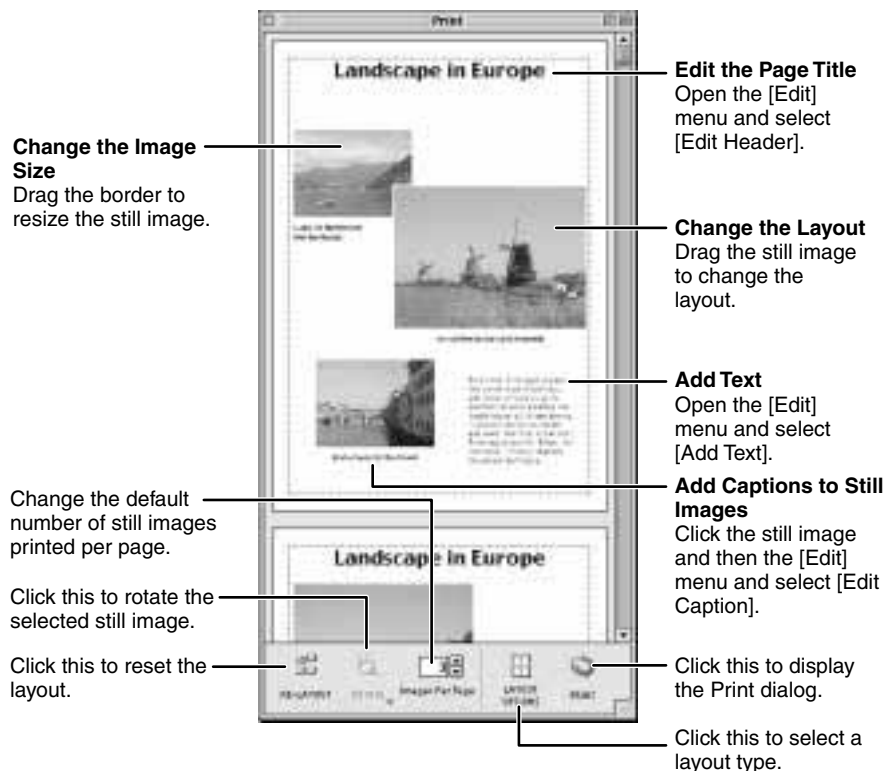 Print
Landscape in Europe
Edit the Page Title
Open the [Edit]
menu and select
[Edit Header].
Change the Image
Size
Drag the border to
resize the still image.
Change the Layout
Drag the still image
to change the
layout.
Add Text
Open the [Edit]
menu and select
[Add Text].
Add Captions to Still
Images
Click the still image
and then the [Edit]
menu and select [Edit
Caption].
Change the default
number of still images
printed per page.
Landscape in Europe
Click this to rotate the
selected still image.
Click this to reset the
layout.
RE-LAYOUT
Images Per Page
LAYOUT
OPTIONS
PRINT
Click this to display
the Print dialog.
Click this to select a
layout type.